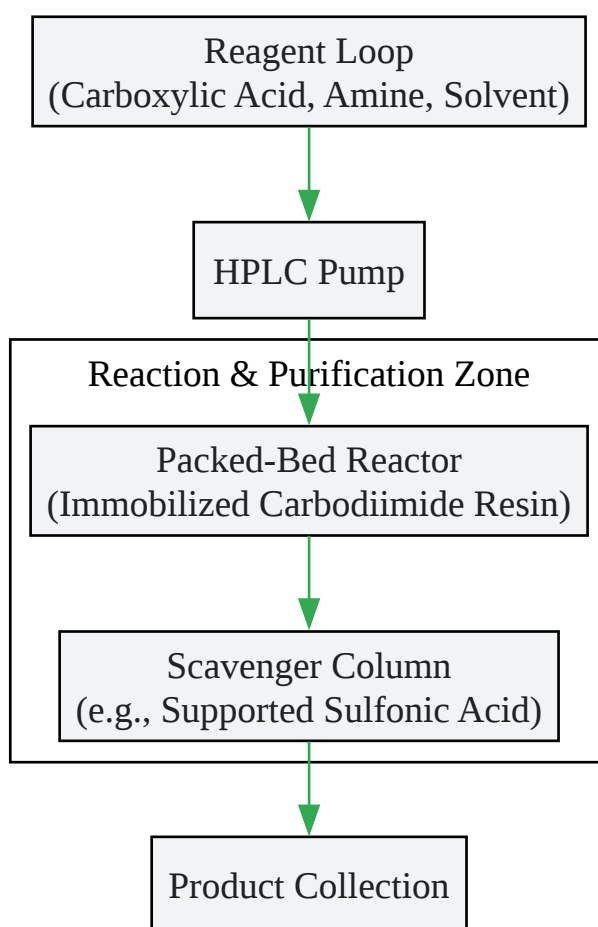 Reagent Loop
(Carboxylic Acid, Amine, Solvent)
HPLC Pump
Reaction & Purification Zone
Packed-Bed Reactor
(Immobilized Carbodiimide Resin)
Scavenger Column
(e.g., Supported Sulfonic Acid)
Product Collection